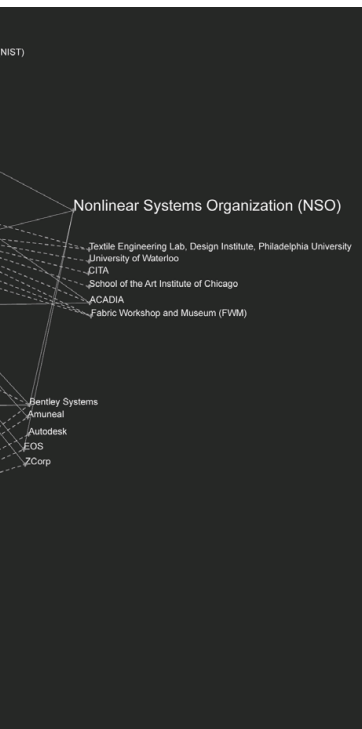 NIST)
Nonlinear Systems Organization (NSO)
Textile Engineering Lab, Design Institute, Philadelphia University
University of Waterloo
CITA
School of the Art Institute of Chicago
ACADIA
Fabric Workshop and Museum (FWM)
Bentley Systems
Amuneal
Autodesk
EOS
ZCorp